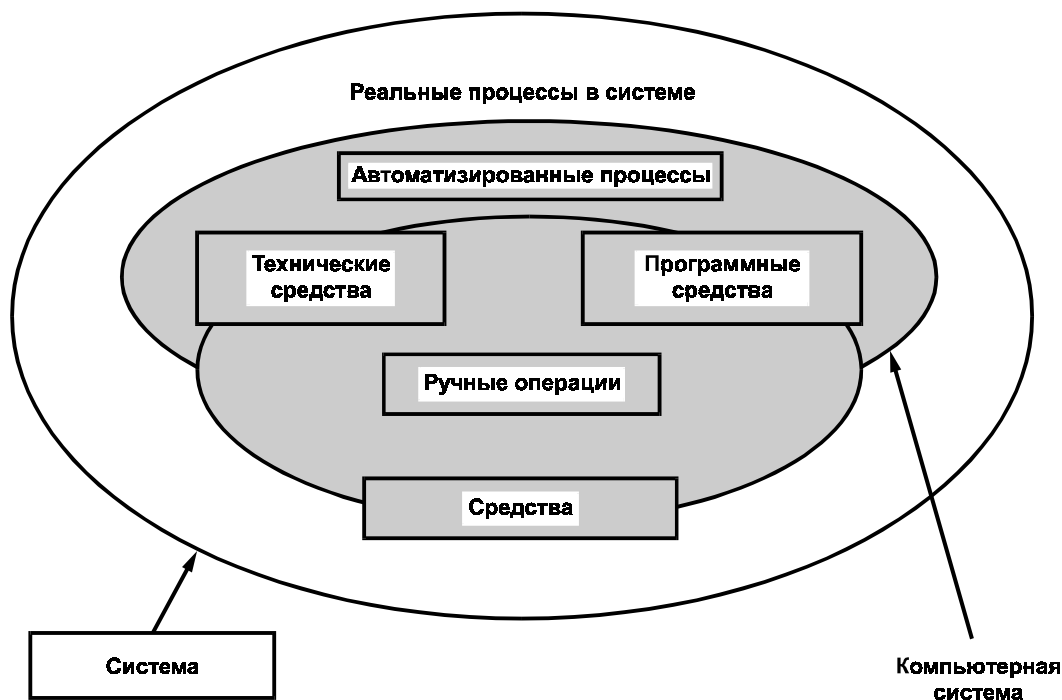 Реальные процессы в системе
Автоматизированные процессы
Технические
средства
Программные
средства
Ручные операции
Средства
Система
Компьютерная
система